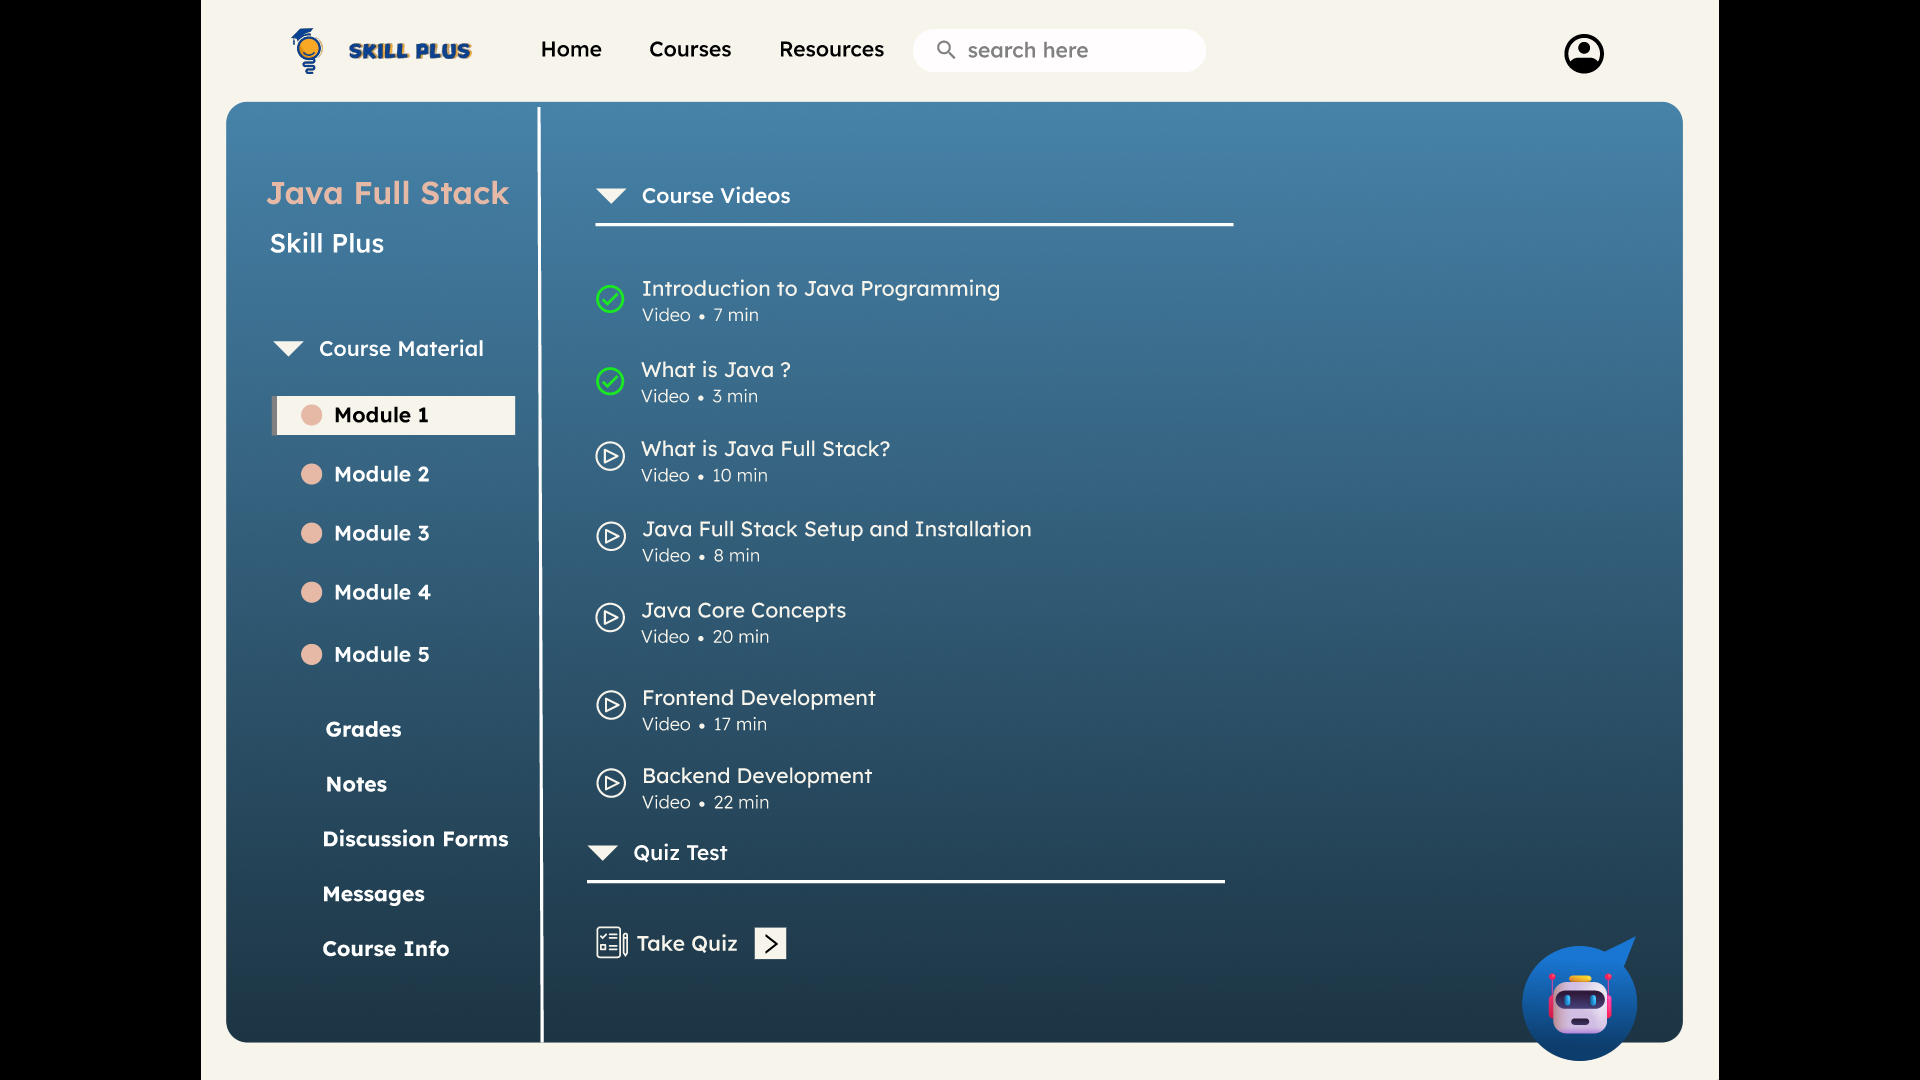 SKILL PLUS
Home
Courses
Resources
search here
Java Full Stack
Skill Plus
Course Material
Module 1
Module 2
Module 3
Module 4
Module 5
Grades
Notes
Discussion Forms
Messages
Course Info
Course Videos
Introduction to Java Programming
Video • 7 min
What is Java ?
Video • 3 min
What is Java Full Stack?
Video • 10 min
Java Full Stack Setup and Installation
Video • 8 min
Java Core Concepts
Video • 20 min
Frontend Development
Video • 17 min
Backend Development
Video • 22 min
Quiz Test
Take Quiz